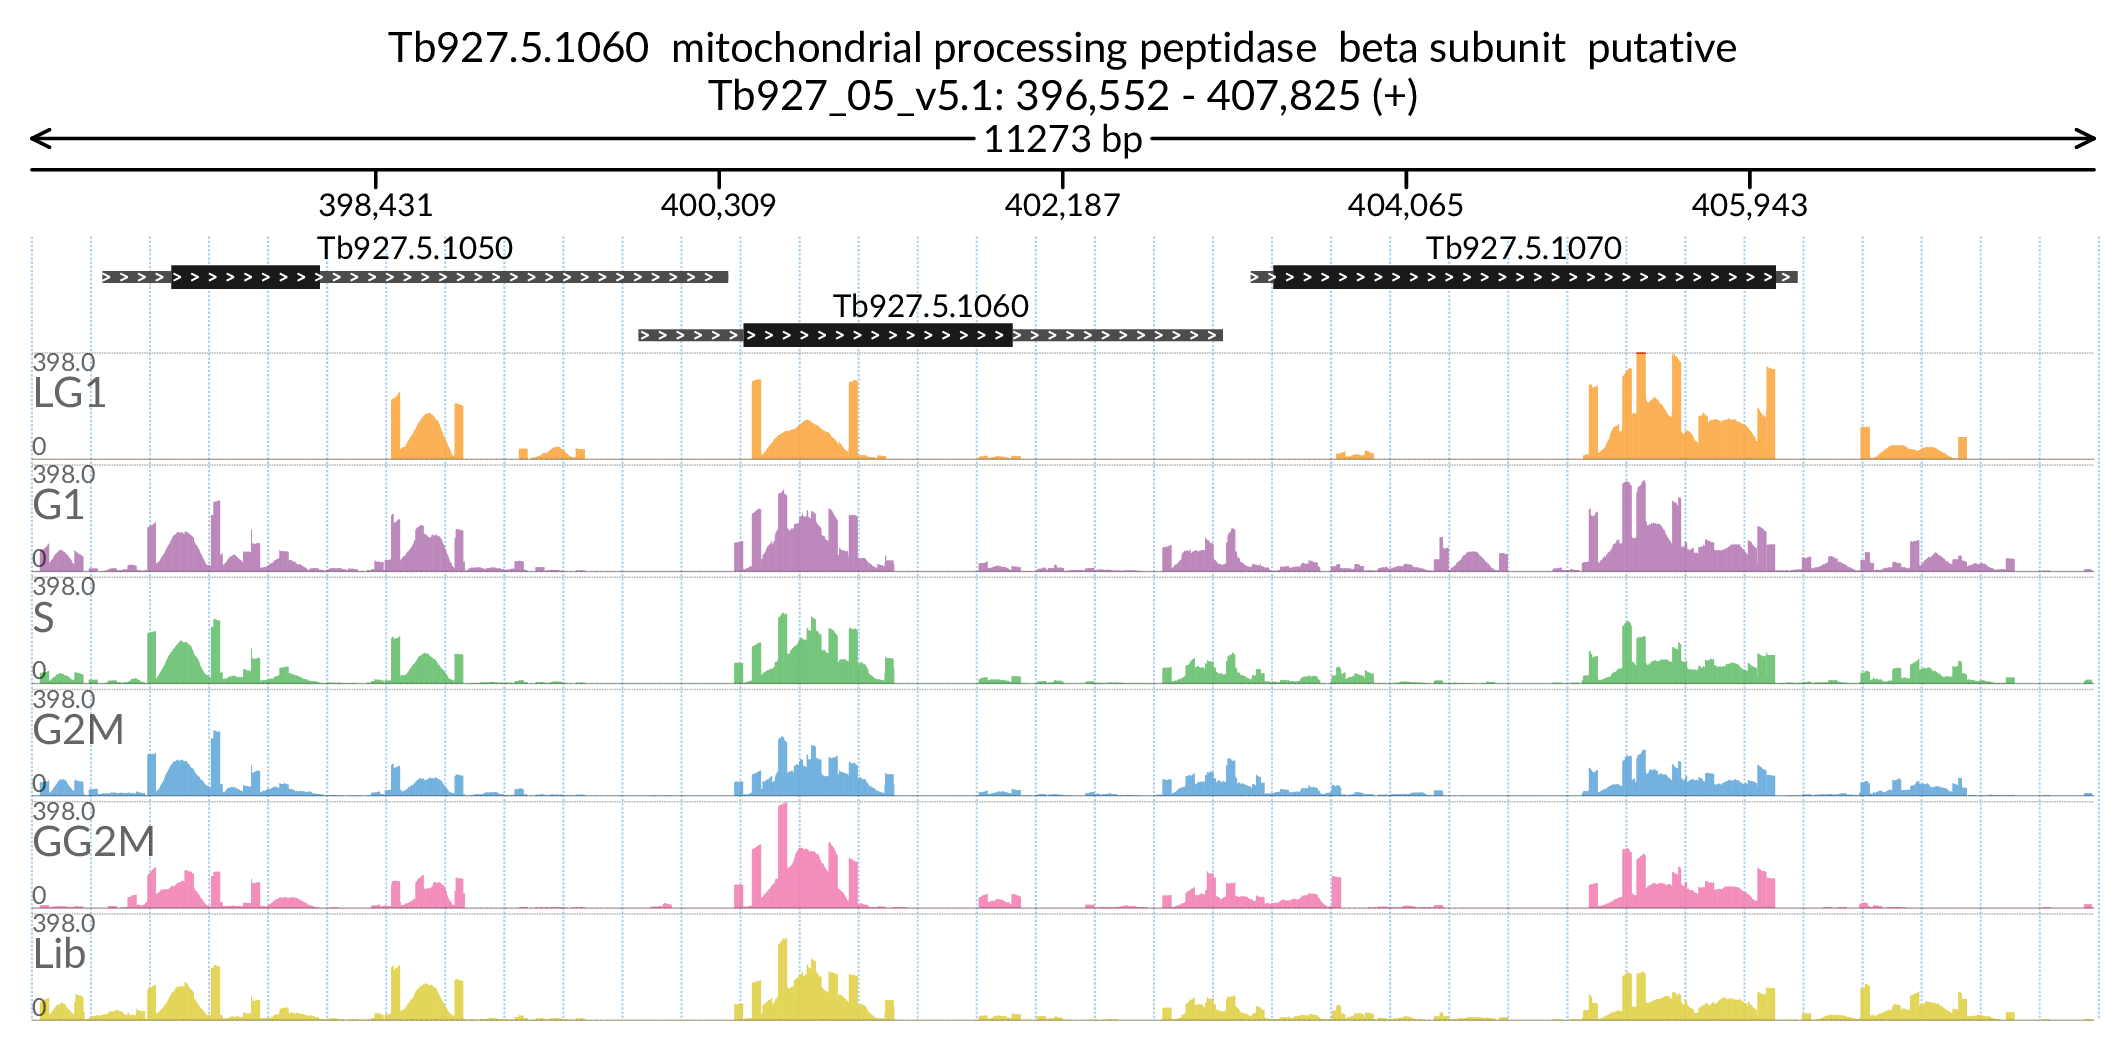 Tb927.5.1060  mitochondrial processing peptidase  beta subunit  putative
Tb927_05_v5.1: 396,552 - 407,825 (+)
11273 bp
398,431 400,309 402,187 404,065 405,943
Tb927.5.1050 Tb927.5.1070
Tb927.5.1060
398.0
LG1
0
398.0
G1
0
398.0
S
0
398.0
G2M
0
398.0
GG2M
0
398.0
Lib
0